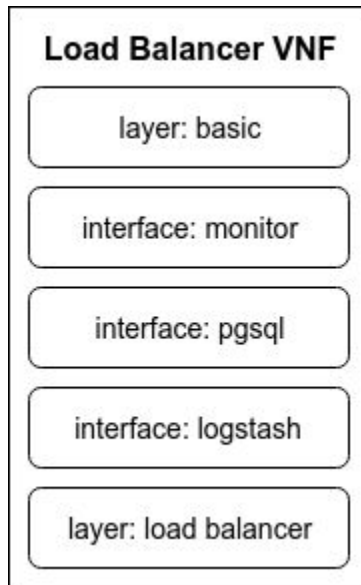 Load Balancer VNF
layer: basic
interface: monitor
interface: pgsql
interface: logstash
layer: load balancer